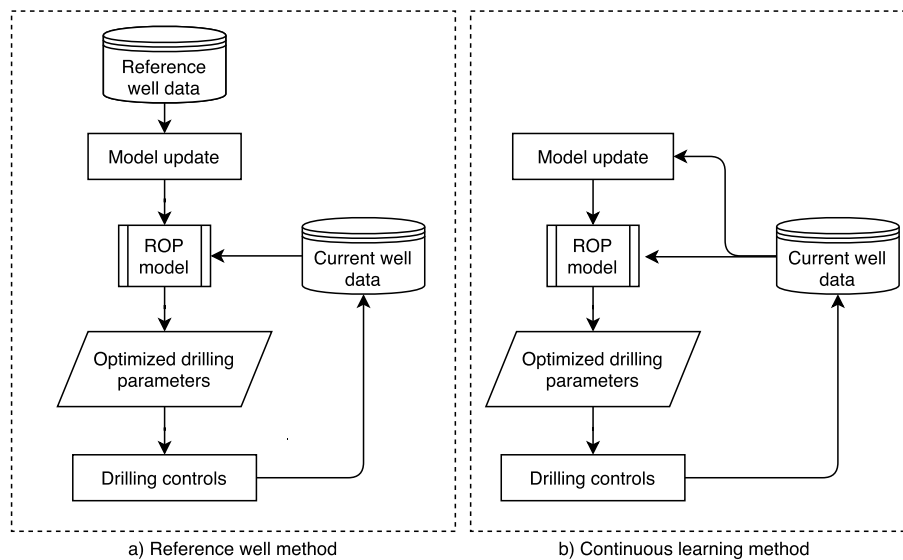 Reference
well data
Model update
ROP
model
Current well
data
Optimized drilling
parameters
Drilling controls
a) Reference well method
Model update
ROP
model
Current well
data
Optimized drilling
parameters
Drilling controls
b) Continuous learning method